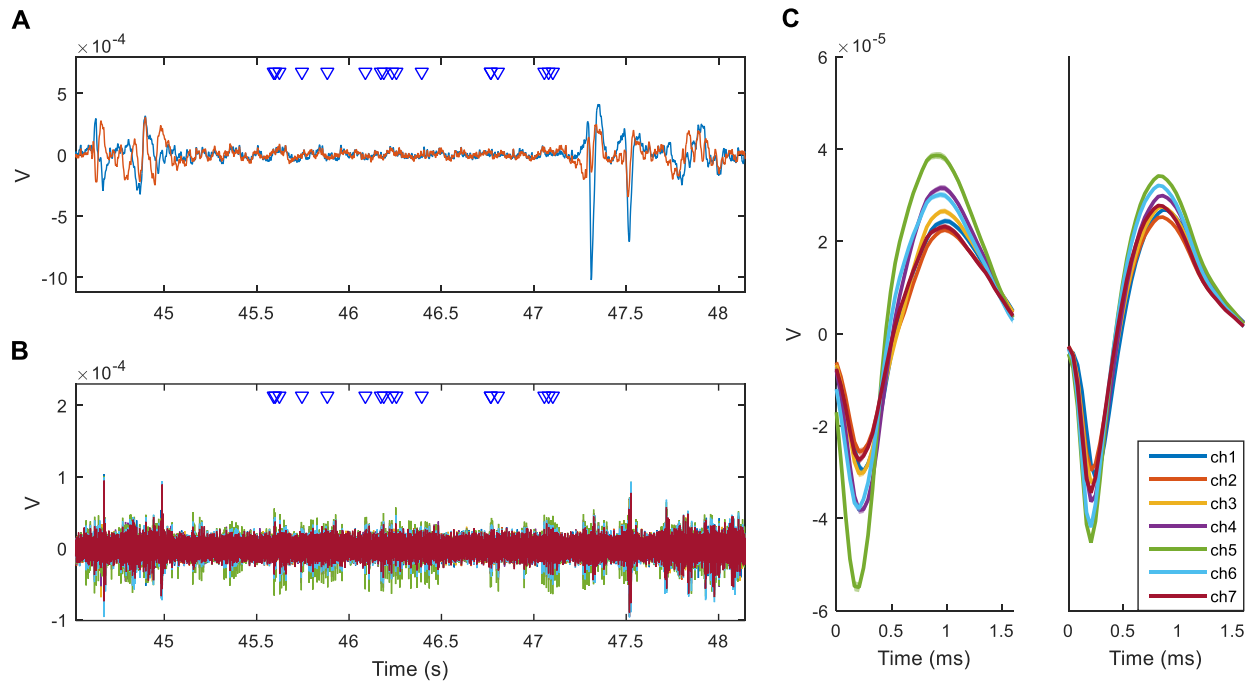 A
×10⁻⁴
5
0
-5
-10
V
45 45.5 46 46.5 47 47.5 48
B
×10⁻⁴
2
1
0
-1
V
45 45.5 46 46.5 47 47.5 48
Time (s)
C
×10⁻⁵
6
4
2
0
-2
-4
-6
V
0 0.5 1 1.5
Time (ms)
0 0.5 1 1.5
Time (ms)
ch1
ch2
ch3
ch4
ch5
ch6
ch7